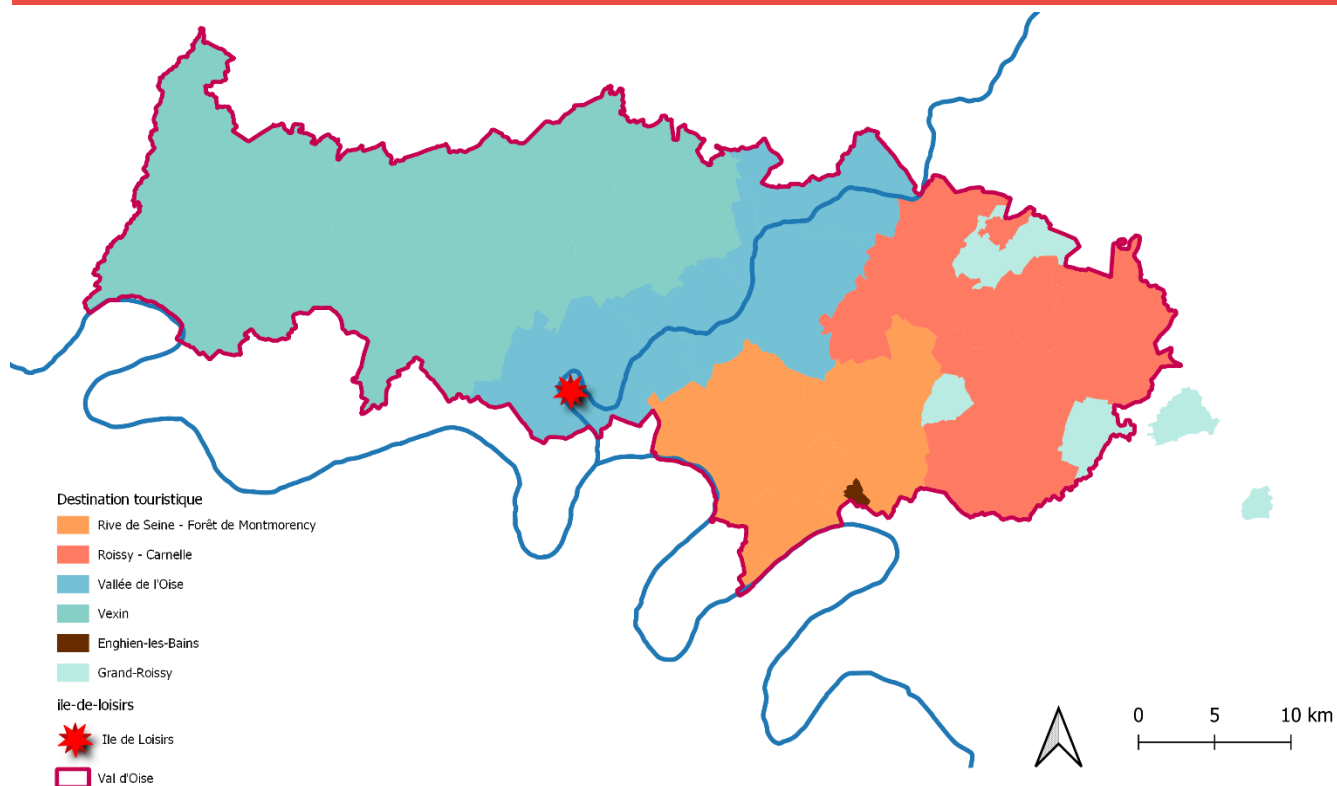 Destination touristique
Rive de Seine - Forêt de Montmorency
Roissy - Carnelle
Vallée de l'Oise
Vexin
Enghien-les-Bains
Grand-Roissy
ile-de-loisirs
Ile de Loisirs
Val d'Oise
0 5 10 km